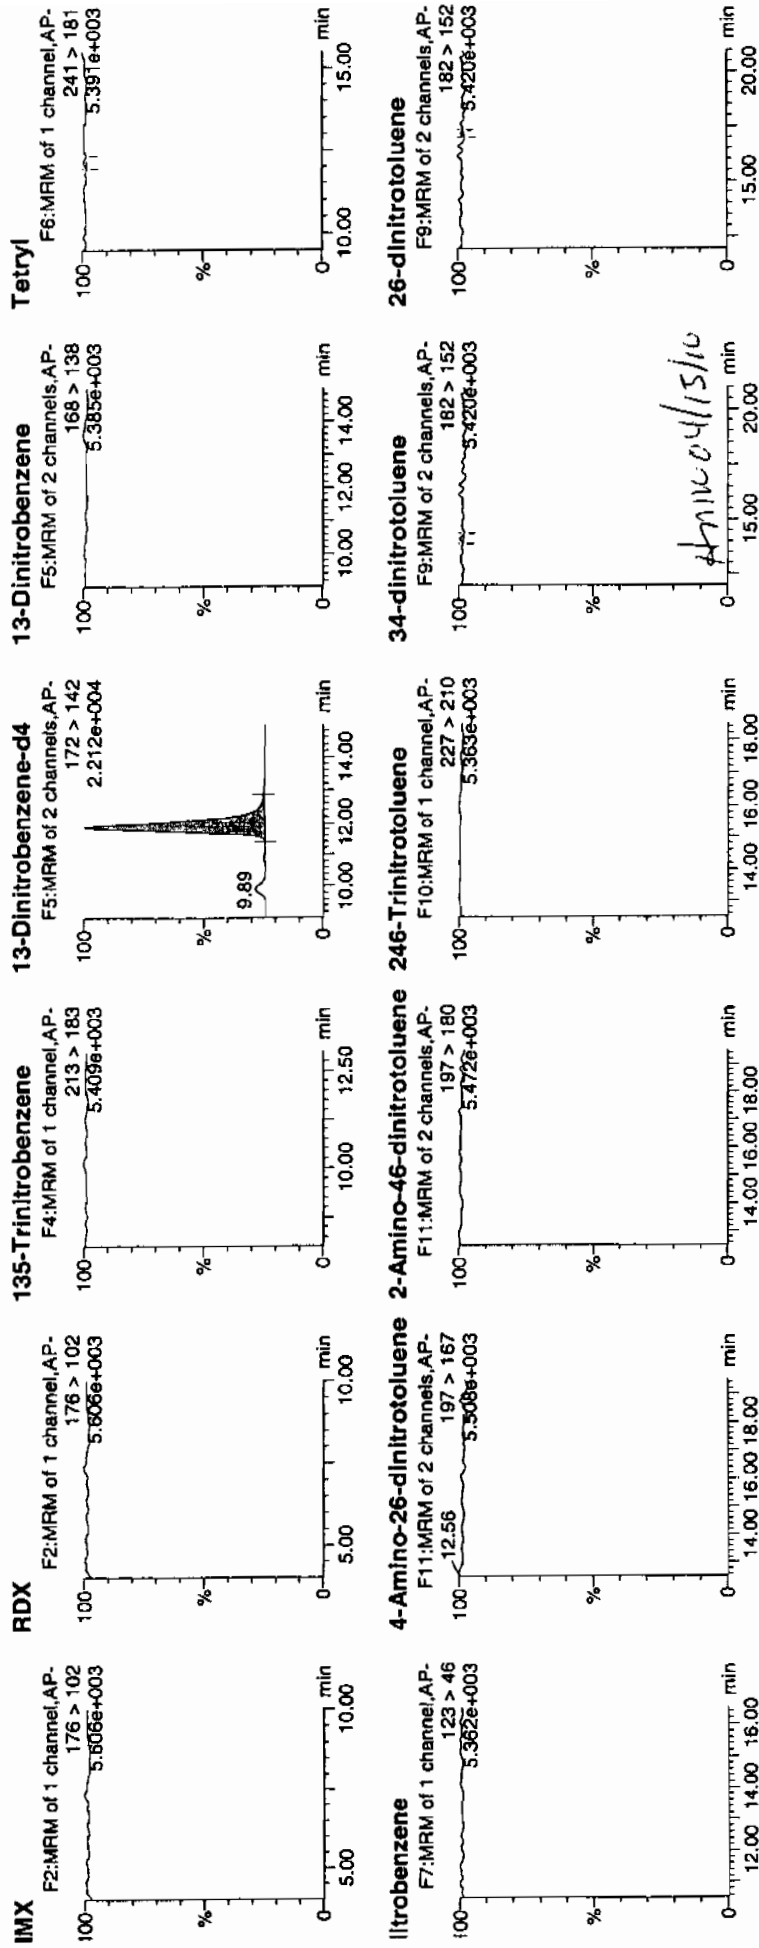 IMX
F2:MRM of 1 channel,AP-
176 > 102
5.606e+003
100
%
0
5.00
10.00
min
RDX
F2:MRM of 1 channel,AP-
176 > 102
5.606e+003
100
%
0
5.00
10.00
min
135-Trinitrobenzene
F4:MRM of 1 channel,AP-
213 > 183
5.409e+003
100
%
0
10.00
12.50
min
13-Dinitrobenzene-d4
F5:MRM of 2 channels,AP-
172 > 142
2.212e+004
100
9.89
%
0
10.00
12.00
14.00
min
13-Dinitrobenzene
F5:MRM of 2 channels,AP-
168 > 138
5.385e+003
100
%
0
10.00
12.00
14.00
min
Tetryl
F6:MRM of 1 channel,AP-
241 > 181
5.391e+003
100
%
0
10.00
15.00
min
itrobenzene
F7:MRM of 1 channel,AP-
123 > 46
5.362e+003
100
%
0
12.00
14.00
16.00
min
4-Amino-26-dinitrotoluene
F11:MRM of 2 channels,AP-
197 > 167
5.508e+003
100
12.56
%
0
14.00
16.00
18.00
min
2-Amino-46-dinitrotoluene
F11:MRM of 2 channels,AP-
197 > 180
5.472e+003
100
%
0
14.00
16.00
18.00
min
246-Trinitrotoluene
F10:MRM of 1 channel,AP-
227 > 210
5.363e+003
100
%
0
14.00
16.00
18.00
min
34-dinitrotoluene
F9:MRM of 2 channels,AP-
182 > 152
5.420e+003
100
%
0
15.00
20.00
min
04/15/10
26-dinitrotoluene
F9:MRM of 2 channels,AP-
182 > 152
5.420e+003
100
%
0
15.00
20.00
min